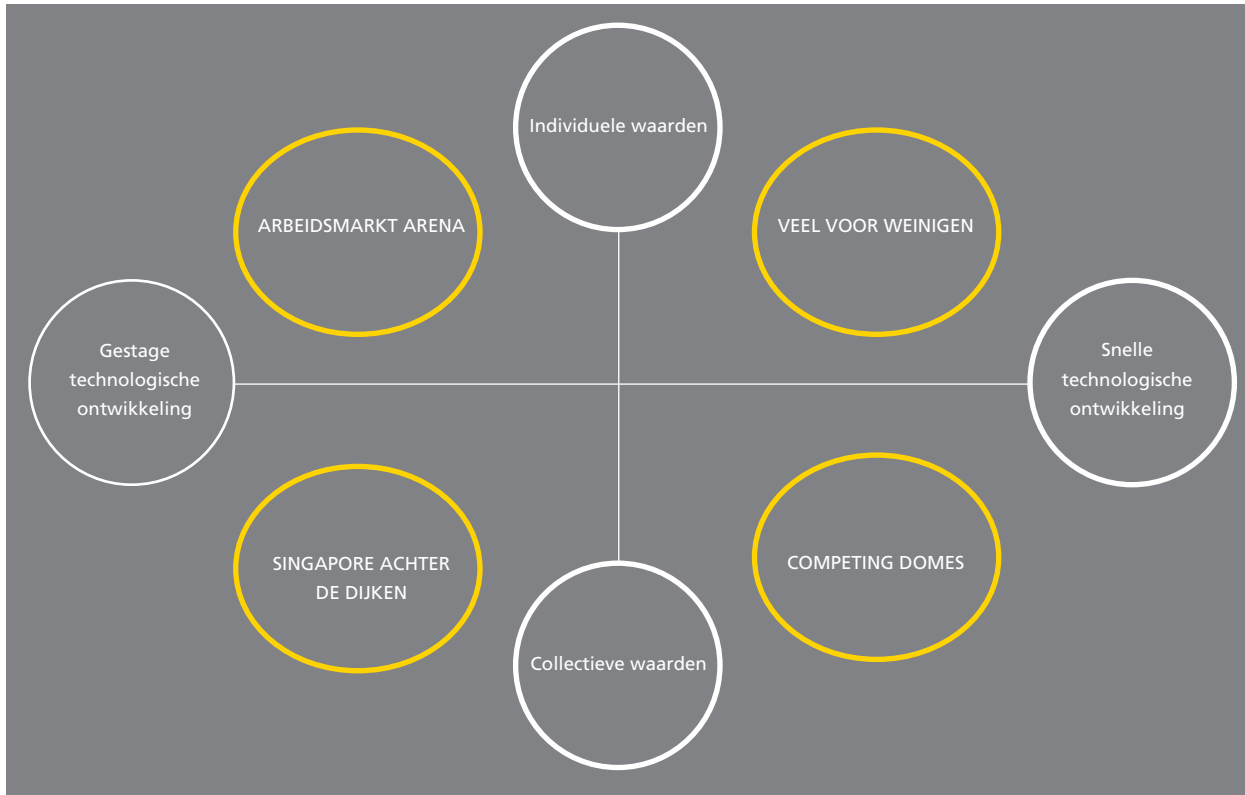 Individuele waarden
ARBEIDSMARKT ARENA
VEEL VOOR WEINIGEN
Gestage
technologische
ontwikkeling
Snelle
technologische
ontwikkeling
SINGAPORE ACHTER
DE DIJKEN
COMPETING DOMES
Collectieve waarden